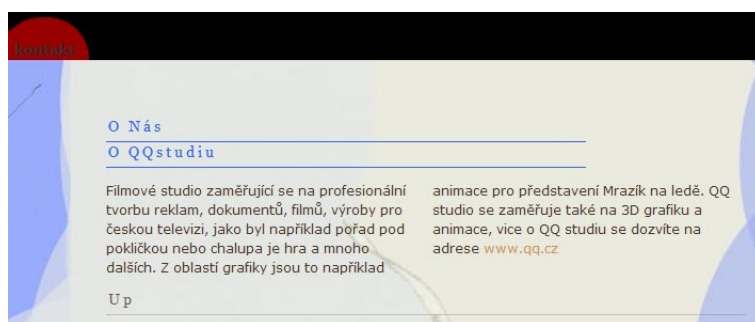 kontakt
O Nás
O QQstudiu
Filmové studio zaměřující se na profesionální
tvorbu reklam, dokumentů, filmů, výroby pro
českou televizi, jako byl například pořad pod
pokličkou nebo chalupa je hra a mnoho
dalších. Z oblastí grafiky jsou to například
animace pro představení Mrazík na ledě. QQ
studio se zaměřuje také na 3D grafiku a
animace, vice o QQ studiu se dozvíte na
adrese www.qq.cz
Up